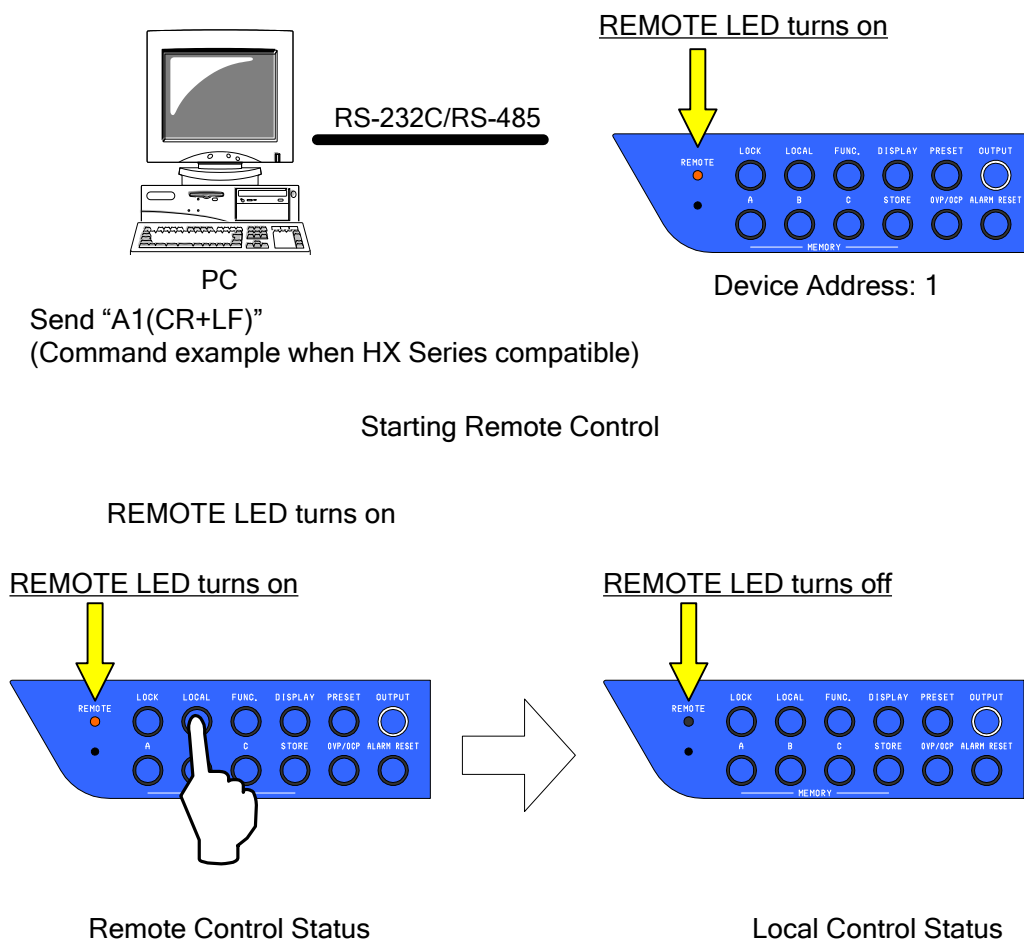 REMOTE LED turns on
RS-232C/RS-485
LOCK LOCAL FUNC. DISPLAY PRESET OUTPUT
REMOTE
A B C STORE OVP/OCP ALARM RESET
MEMORY
PC
Device Address: 1
Send “A1(CR+LF)”
(Command example when HX Series compatible)
Starting Remote Control
REMOTE LED turns on
REMOTE LED turns on
REMOTE LED turns off
LOCK LOCAL FUNC. DISPLAY PRESET OUTPUT
REMOTE
A C STORE OVP/OCP ALARM RESET
LOCK LOCAL FUNC. DISPLAY PRESET OUTPUT
REMOTE
A B C STORE OVP/OCP ALARM RESET
MEMORY
Remote Control Status
Local Control Status